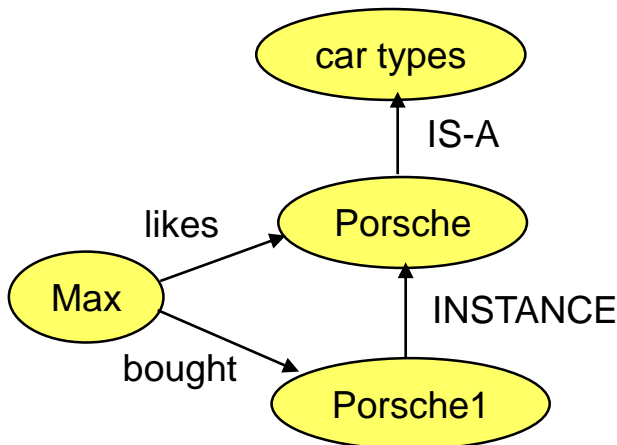 car types
IS-A
likes
Porsche
Max
INSTANCE
bought
Porsche1